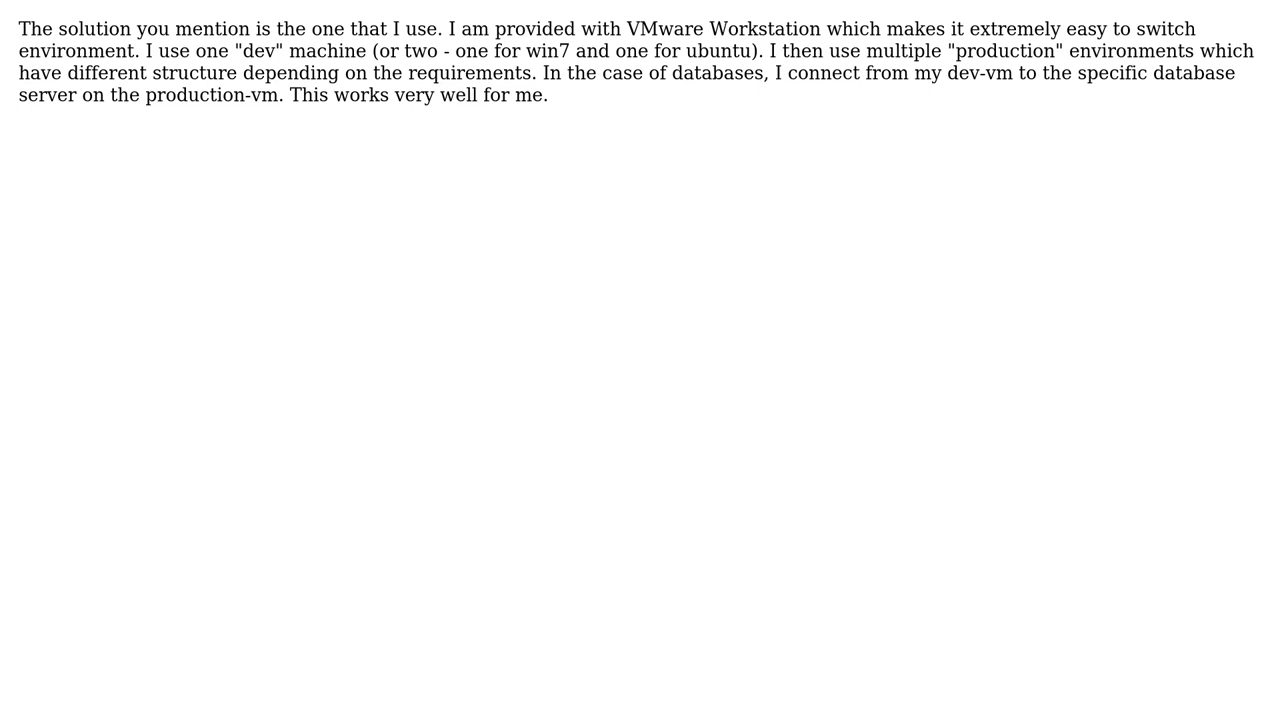 The solution you mention is the one that I use. I am provided with VMware Workstation which makes it extremely easy to switch
environment. I use one "dev" machine (or two - one for win7 and one for ubuntu). I then use multiple "production" environments which
have different structure depending on the requirements. In the case of databases, I connect from my dev-vm to the specific database
server on the production-vm. This works very well for me.